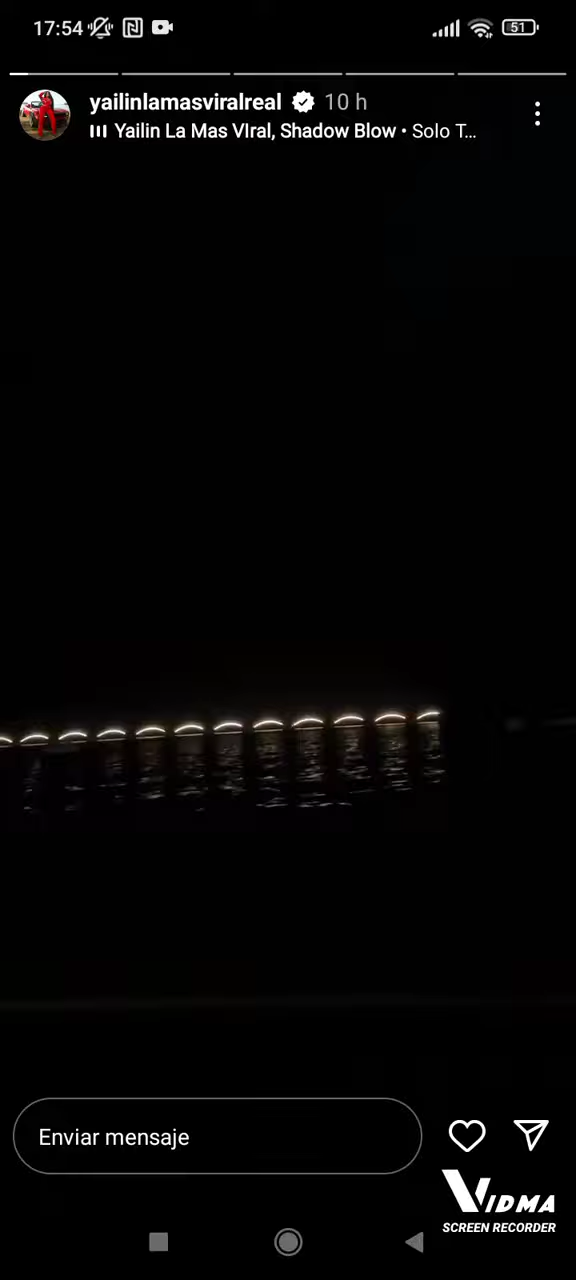 17:54
51
yailinlamasviralreal 10 h
Yailin La Mas VIral, Shadow Blow • Solo T...
Enviar mensaje
VIDMA
SCREEN RECORDER